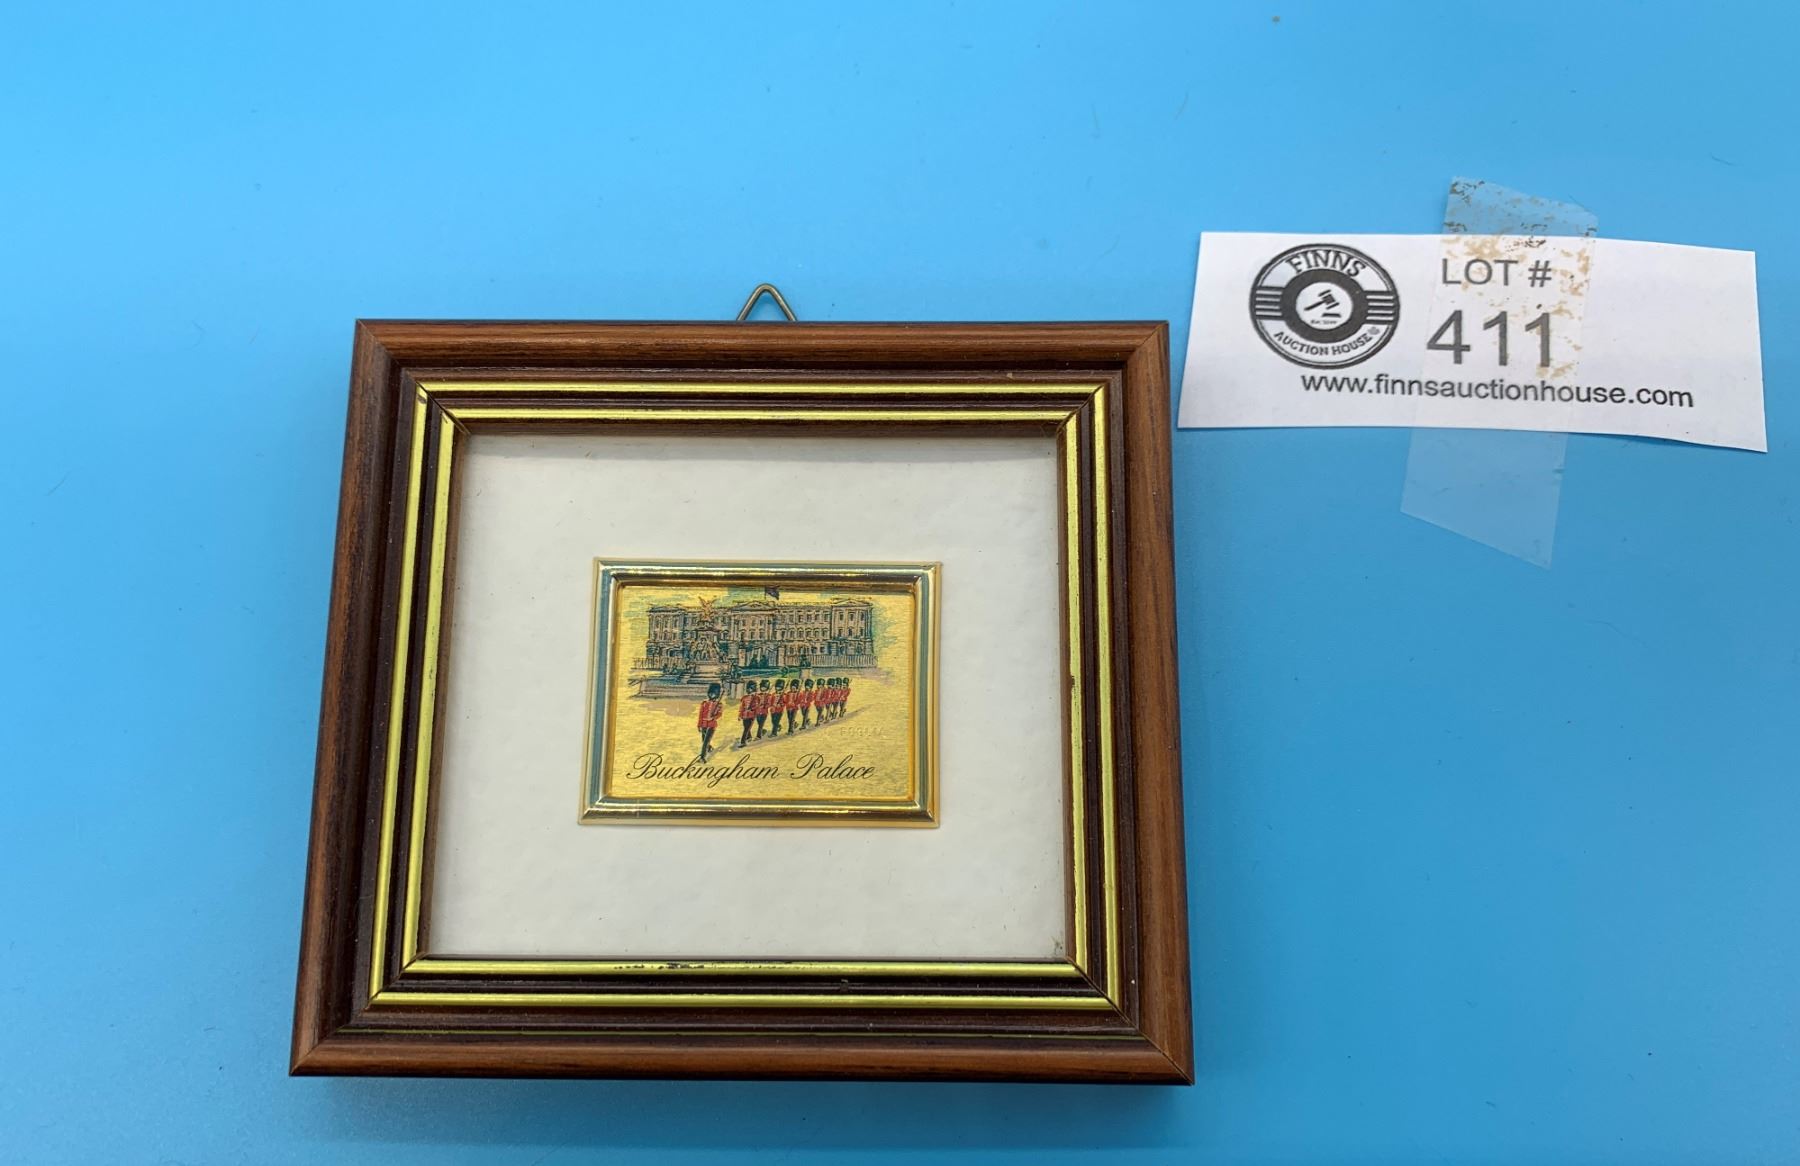 FINNS
AUCTION HOUSE
LOT #
411
www.finnsauctionhouse.com
Buckingham Palace